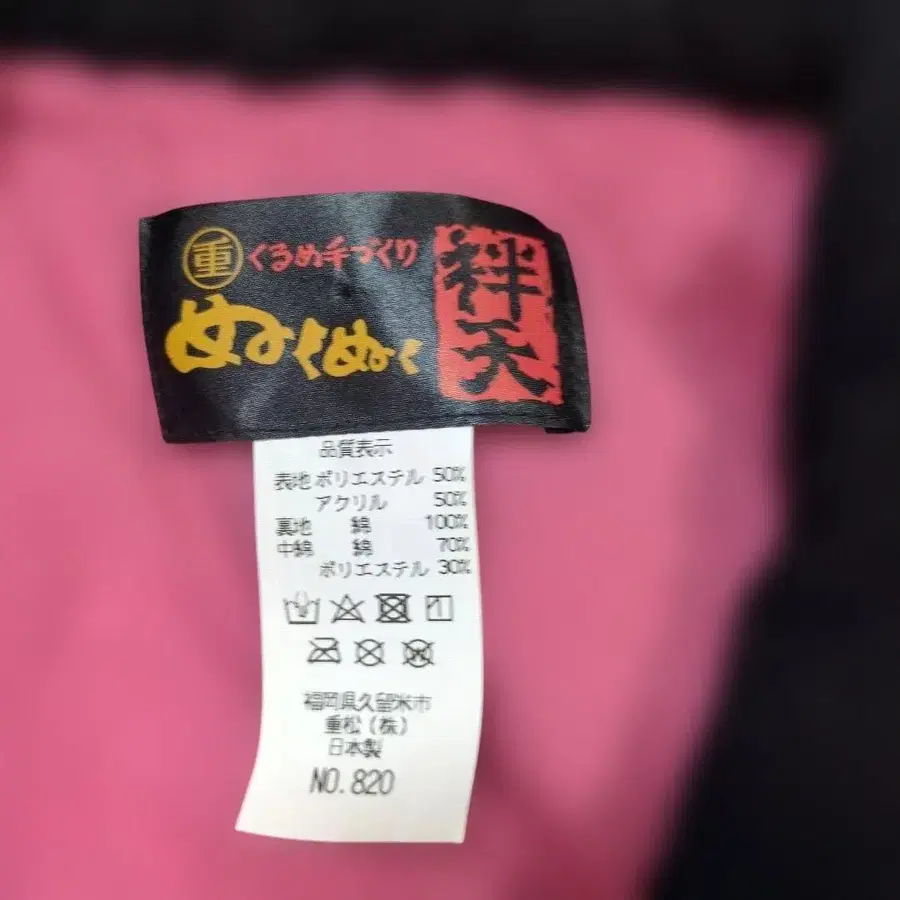 重 くるめ手づくり
ぬくぬく
袢天
品質表示
表地 ポリエステル 50%
アクリル 50%
裏地 綿 100%
中綿 綿 70%
ポリエステル 30%
福岡県久留米市
重松(株)
日本製
NO.820